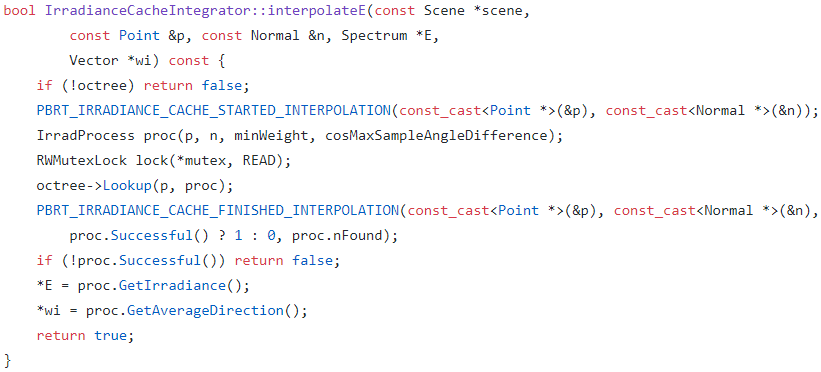 bool IrradianceCacheIntegrator::interpolateE(const Scene *scene,
        const Point &p, const Normal &n, Spectrum *E,
        Vector *wi) const {
    if (!octree) return false;
    PBRT_IRRADIANCE_CACHE_STARTED_INTERPOLATION(const_cast<Point *>(&p), const_cast<Normal *>(&n));
    IrradProcess proc(p, n, minWeight, cosMaxSampleAngleDifference);
    RWMutexLock lock(*mutex, READ);
    octree->Lookup(p, proc);
    PBRT_IRRADIANCE_CACHE_FINISHED_INTERPOLATION(const_cast<Point *>(&p), const_cast<Normal *>(&n),
        proc.Successful() ? 1 : 0, proc.nFound);
    if (!proc.Successful()) return false;
    *E = proc.GetIrradiance();
    *wi = proc.GetAverageDirection();
    return true;
}